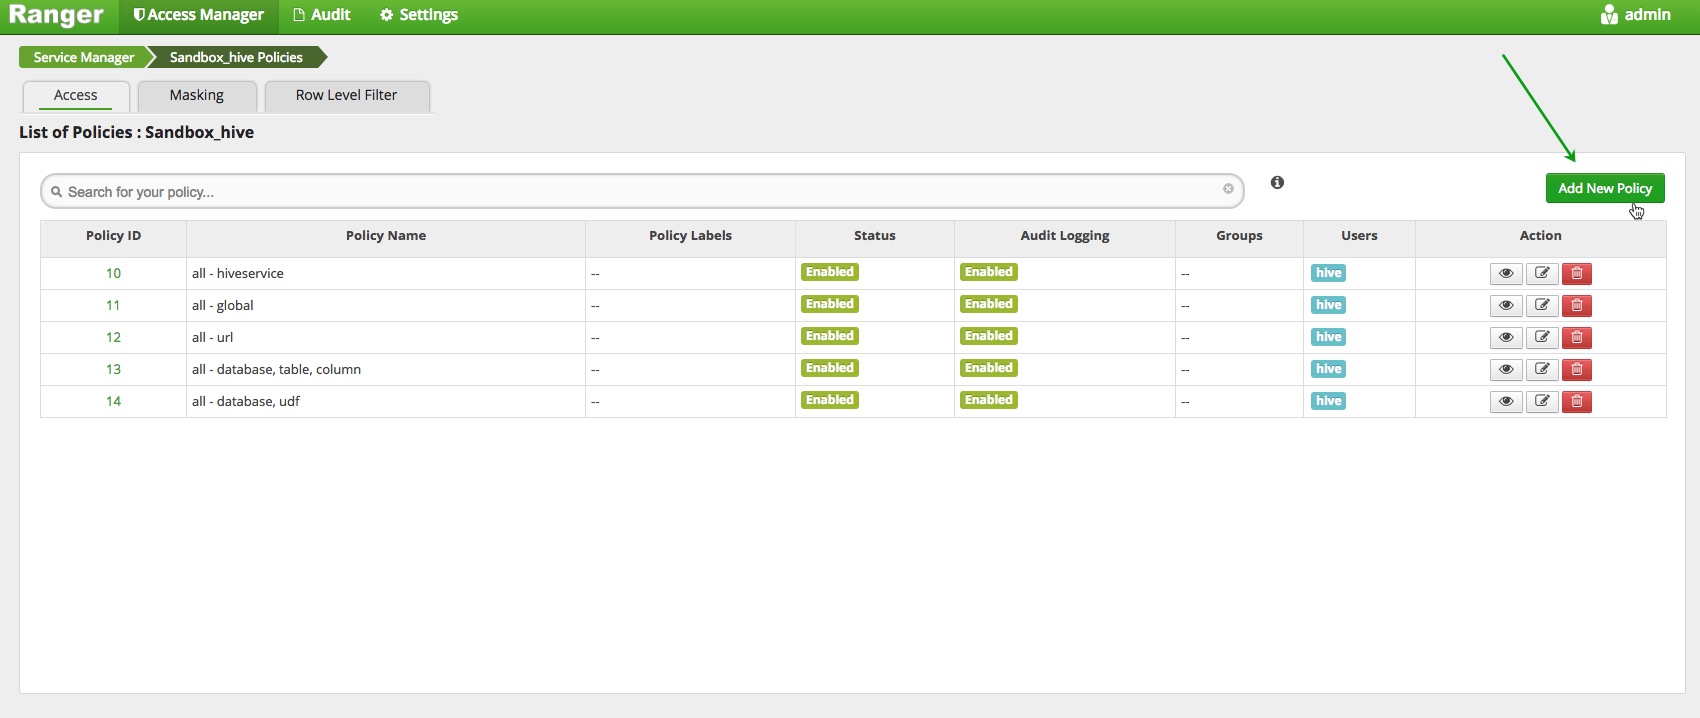 Ranger Access Manager Audit Settings admin
Service Manager Sandbox_hive Policies
Access Masking Row Level Filter
List of Policies : Sandbox_hive
Search for your policy... Add New Policy
Policy ID Policy Name Policy Labels Status Audit Logging Groups Users Action
10 all - hiveservice -- Enabled Enabled -- hive
11 all - global -- Enabled Enabled -- hive
12 all - url -- Enabled Enabled -- hive
13 all - database, table, column -- Enabled Enabled -- hive
14 all - database, udf -- Enabled Enabled -- hive